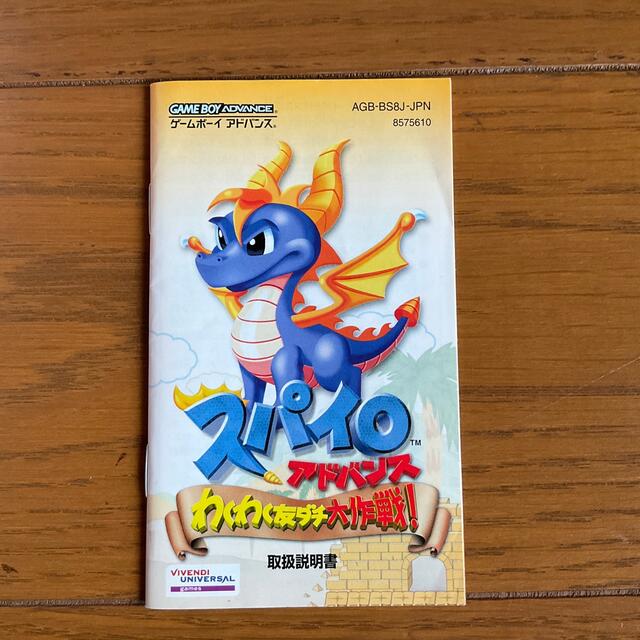 GAME BOY ADVANCE
ゲームボーイ アドバンス®
AGB-BS8J-JPN
8575610
スパイロ™
アドバンス
わくわく友ダチ大作戦!
取扱説明書
VIVENDI
UNIVERSAL
games